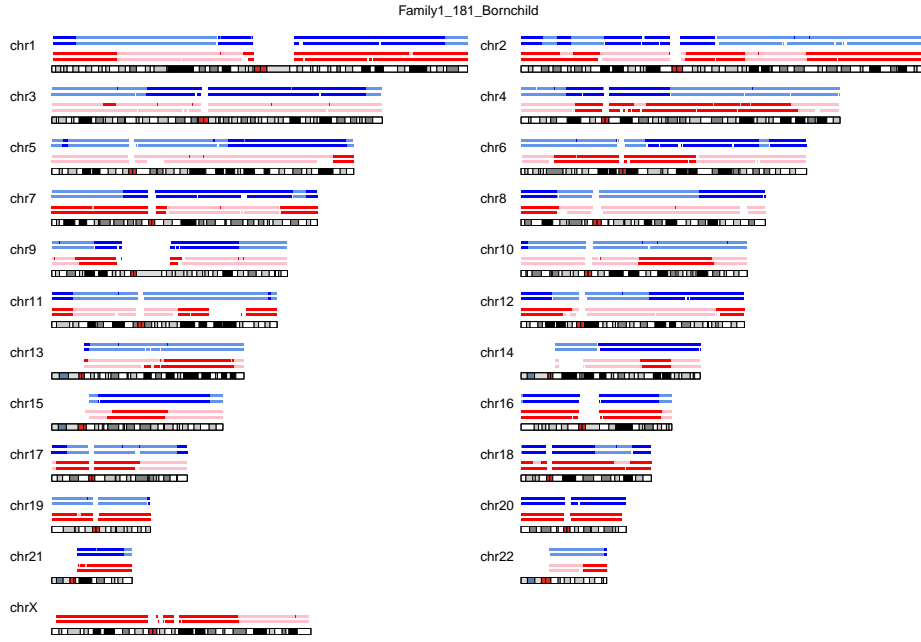 Family1_181_Bornchild
chr1 chr2
chr3 chr4
chr5 chr6
chr7 chr8
chr9 chr10
chr11 chr12
chr13 chr14
chr15 chr16
chr17 chr18
chr19 chr20
chr21 chr22
chrX